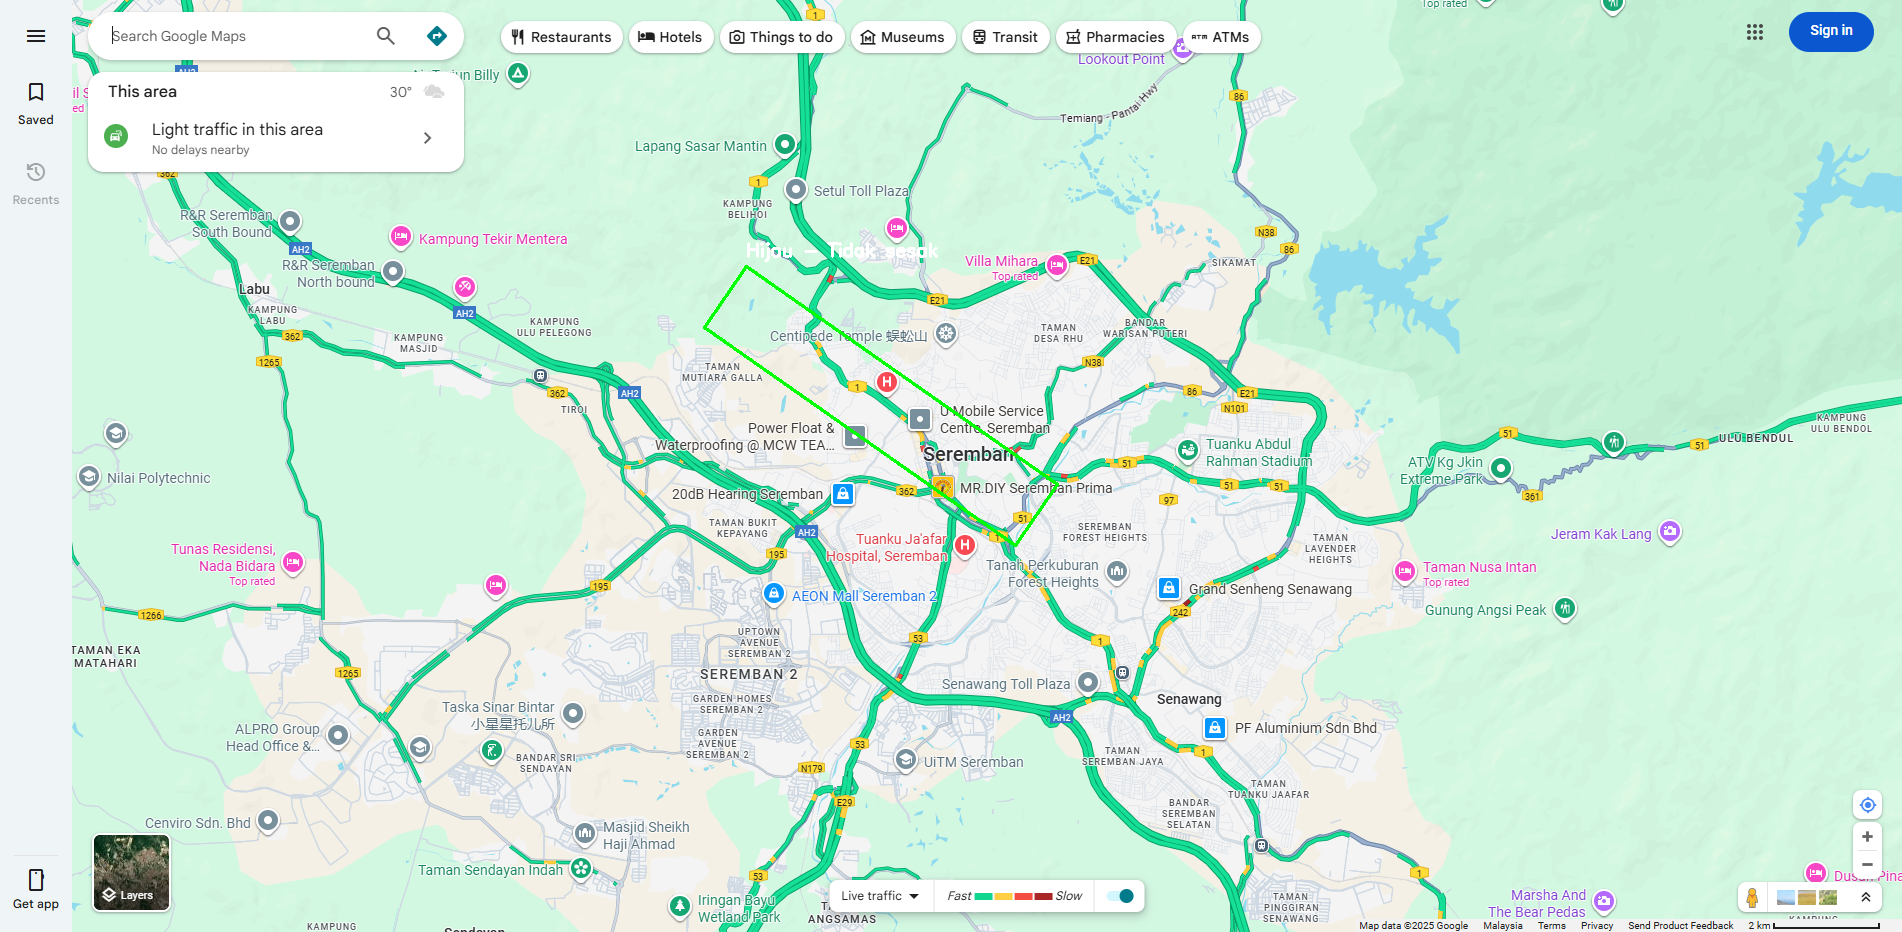 Search Google Maps
Restaurants
Hotels
Things to do
Museums
Transit
Pharmacies
ATMs
Sign in
Saved
Recents
Get app
This area
30°
Light traffic in this area
No delays nearby
Top rated
Lookout Point
Temiang - Pantai Hwy
Lapang Sasar Mantin
Setul Toll Plaza
KAMPUNG
BELIHOI
R&R Seremban
South Bound
Kampung Tekir Mentera
R&R Seremban
North bound
Hijau — Tidak sesak
Villa Mihara
Top rated
SIKAMAT
Labu
KAMPUNG
LABU
KAMPUNG
ULU PELEGONG
KAMPUNG
MASJID
Centipede Temple 蜈蚣山
TAMAN
DESA RHU
BANDAR
WARISAN PUTERI
TAMAN
MUTIARA GALLA
TIROI
U Mobile Service
Centre, Seremban
Power Float &
Waterproofing @ MCW TEA...
Seremban
Tuanku Abdul
Rahman Stadium
ATV Kg Jkin
Extreme Park
ULU BENDUL
KAMPUNG
ULU BENDOL
Nilai Polytechnic
20dB Hearing Seremban
MR.DIY Seremban Prima
TAMAN BUKIT
KEPAYANG
SEREMBAN
FOREST HEIGHTS
TAMAN
LAVENDER
HEIGHTS
Jeram Kak Lang
Tunas Residensi,
Nada Bidara
Top rated
Tuanku Ja'afar
Hospital, Seremban
Tanah Perkuburan
Forest Heights
Taman Nusa Intan
Top rated
AEON Mall Seremban 2
Grand Senheng Senawang
Gunung Angsi Peak
TAMAN EKA
MATAHARI
UPTOWN
AVENUE
SEREMBAN 2
SEREMBAN 2
GARDEN HOMES
SEREMBAN 2
GARDEN
AVENUE
SEREMBAN 2
Senawang Toll Plaza
Senawang
Taska Sinar Bintar
小星星托儿所
ALPRO Group
Head Office &...
BANDAR SRI
SENDAYAN
PF Aluminium Sdn Bhd
TAMAN
SEREMBAN JAYA
UiTM Seremban
TAMAN
TUANKU JAAFAR
BANDAR
SEREMBAN
SELATAN
Cenviro Sdn. Bhd
Masjid Sheikh
Haji Ahmad
Taman Sendayan Indah
Iringan Bayu
Wetland Park
ANGSAMAS
TAMAN
PINGGIRAN
SENAWANG
Marsha And
The Bear Pedas
KAMPUNG
Layers
Live traffic
Fast
Slow
Map data ©2025 Google
Malaysia
Terms
Privacy
Send Product Feedback
2 km